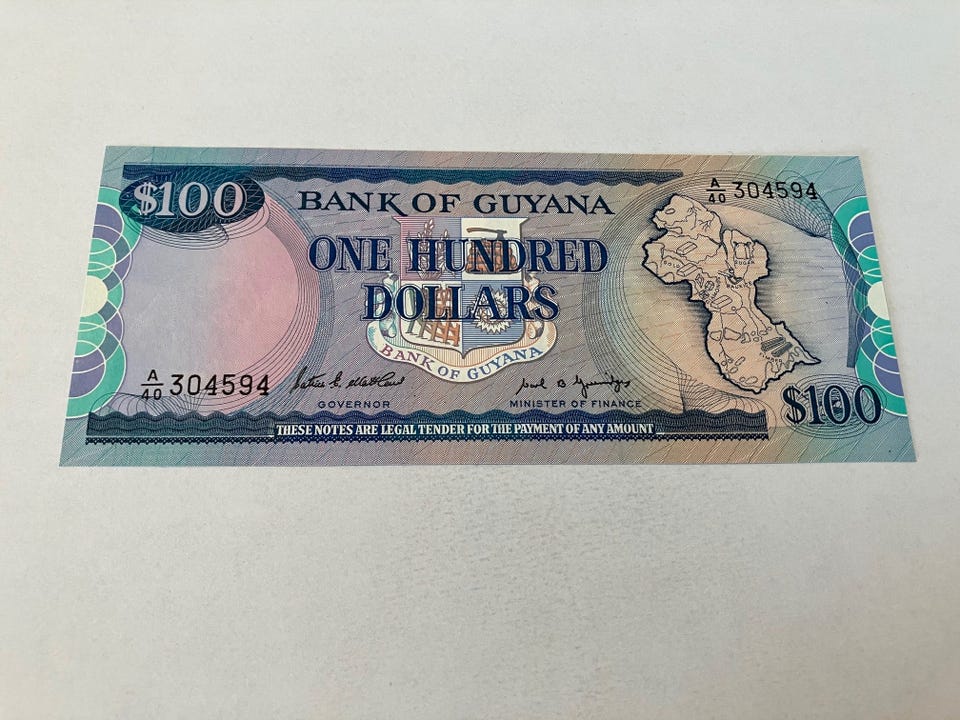 $100
BANK OF GUYANA
A/40 304594
ONE HUNDRED
DOLLARS
BANK OF GUYANA
A/40 304594
GOVERNOR
MINISTER OF FINANCE
$100
THESE NOTES ARE LEGAL TENDER FOR THE PAYMENT OF ANY AMOUNT